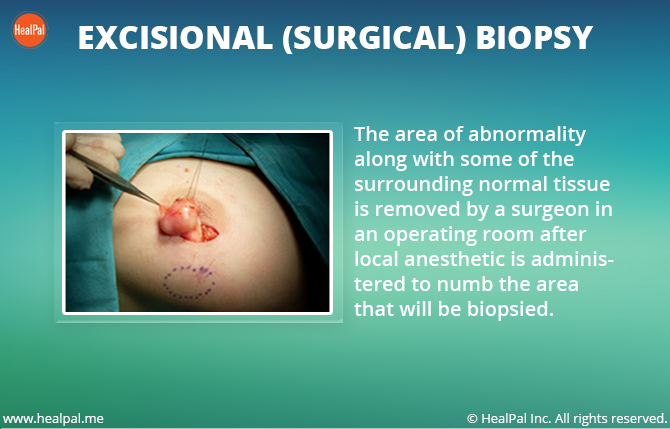 HealPal
EXCISIONAL (SURGICAL) BIOPSY
The area of abnormality
along with some of the
surrounding normal tissue
is removed by a surgeon in
an operating room after
local anesthetic is adminis-
tered to numb the area
that will be biopsied.
www.healpal.me
© HealPal Inc. All rights reserved.